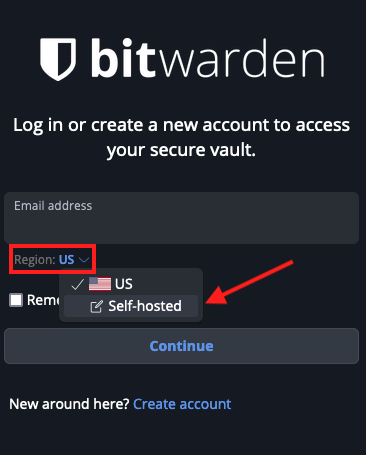 bitwarden
Log in or create a new account to access
your secure vault.
Email address
Region: US
US
Self-hosted
Continue
New around here? Create account